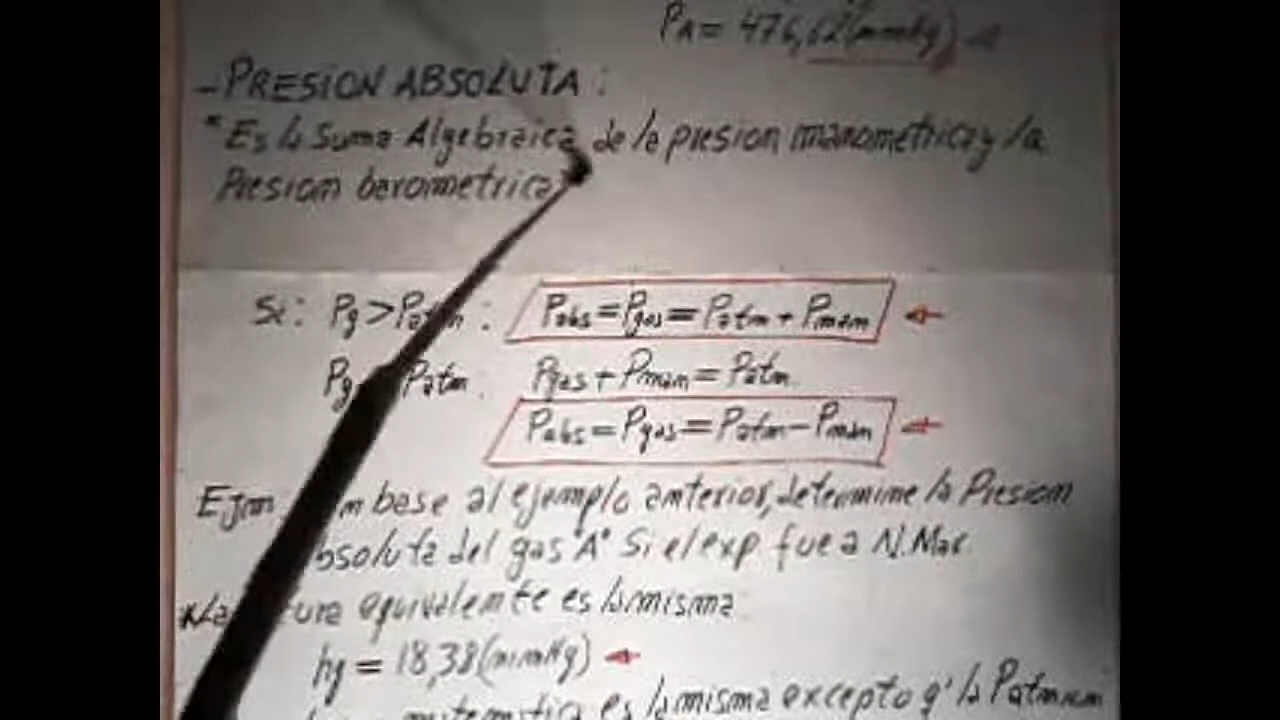 PA = 476,62(mmHg)
- PRESION ABSOLUTA:
* Es la Suma Algebraica de la presion manometrica y la
Presion barometrica
Si: Pg > Patm : Pabs = Pgas = Patm + Pman
Pg Patm. Pgas + Pman = Patm.
Pabs = Pgas = Patm - Pman
Ejm base al ejemplo anterior, determine la Presion
bsoluta del gas "A" Si el exp fue a N.Mar.
equivalente es la misma.
hg = 18,38(mmHg)
es la misma excepto q' la Patm